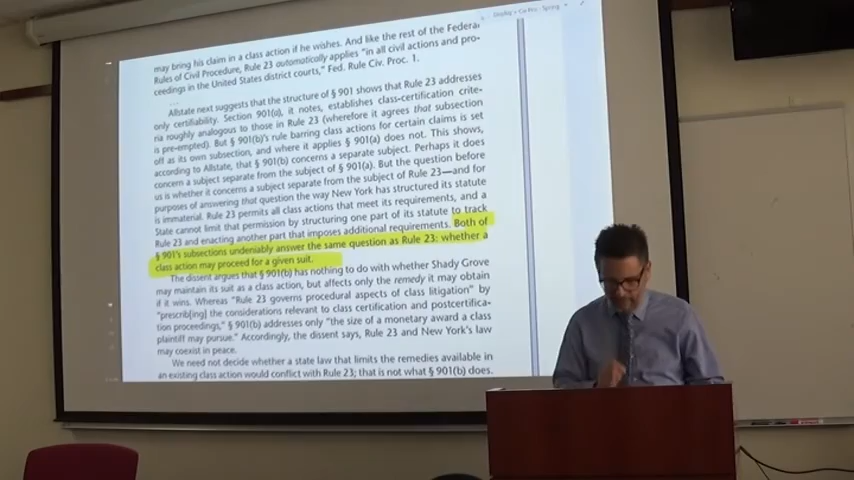 may bring his claim in a class action if he wishes. And like the rest of the Federal
Rules of Civil Procedure, Rule 23 automatically applies "in all civil actions and pro-
ceedings in the United States district courts," Fed. Rule Civ. Proc. 1.
Allstate next suggests that the structure of § 901 shows that Rule 23 addresses
only certifiability. Section 901(a), it notes, establishes class-certification crite-
ria roughly analogous to those in Rule 23 (wherefore it agrees that subsection
is pre-empted). But § 901(b)'s rule barring class actions for certain claims is set
off as its own subsection, and where it applies § 901(a) does not. This shows,
according to Allstate, that § 901(b) concerns a separate subject. Perhaps it does
concern a subject separate from the subject of § 901(a). But the question before
us is whether it concerns a subject separate from the subject of Rule 23—and for
purposes of answering that question the way New York has structured its statute
is immaterial. Rule 23 permits all class actions that meet its requirements, and a
State cannot limit that permission by structuring one part of its statute to track
Rule 23 and enacting another part that imposes additional requirements. Both of
§ 901's subsections undeniably answer the same question as Rule 23: whether a
class action may proceed for a given suit.
The dissent argues that § 901(b) has nothing to do with whether Shady Grove
may maintain its suit as a class action, but affects only the remedy it may obtain
if it wins. Whereas "Rule 23 governs procedural aspects of class litigation" by
"prescrib[ing] the considerations relevant to class certification and postcertifica-
tion proceedings," § 901(b) addresses only "the size of a monetary award a class
plaintiff may pursue." Accordingly, the dissent says, Rule 23 and New York's law
may coexist in peace.
We need not decide whether a state law that limits the remedies available in
an existing class action would conflict with Rule 23; that is not what § 901(b) does.